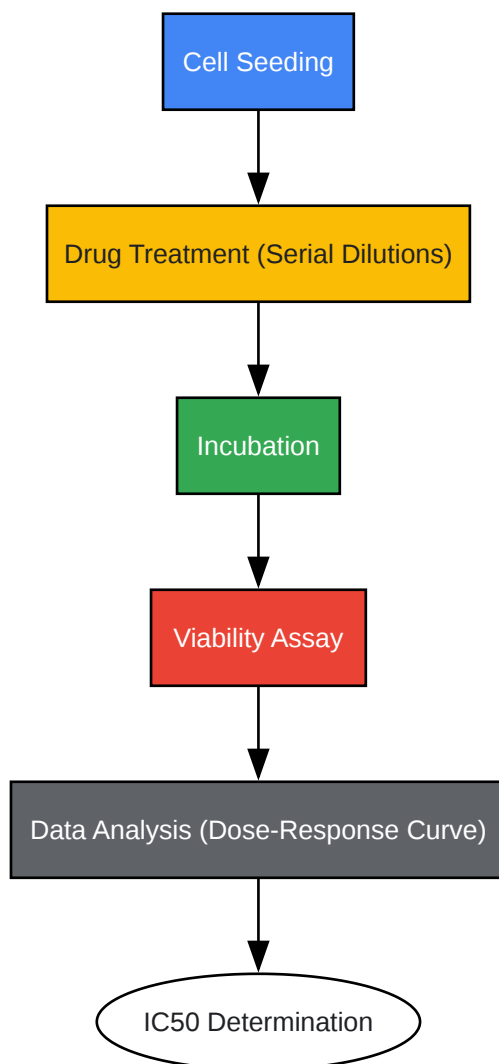 Cell Seeding
Drug Treatment (Serial Dilutions)
Incubation
Viability Assay
Data Analysis (Dose-Response Curve)
IC50 Determination